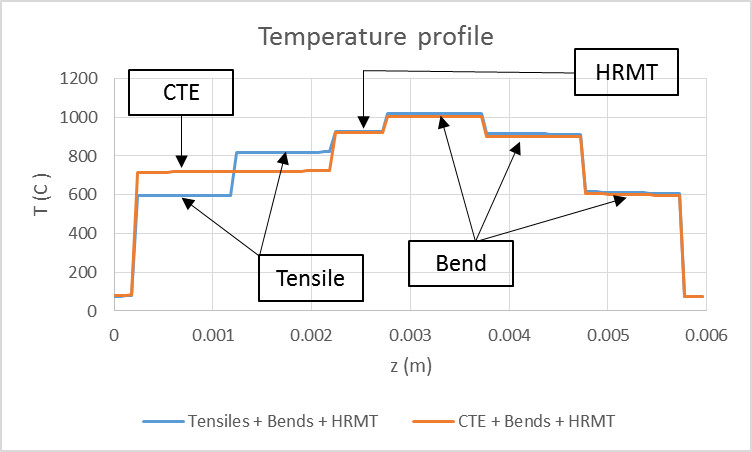 Temperature profile
HRMT
CTE
1200
1000
800
600
400
200
0
T (C )
Tensile
Bend
0 0.001 0.002 0.003 0.004 0.005 0.006
z (m)
Tensiles + Bends + HRMT CTE + Bends + HRMT